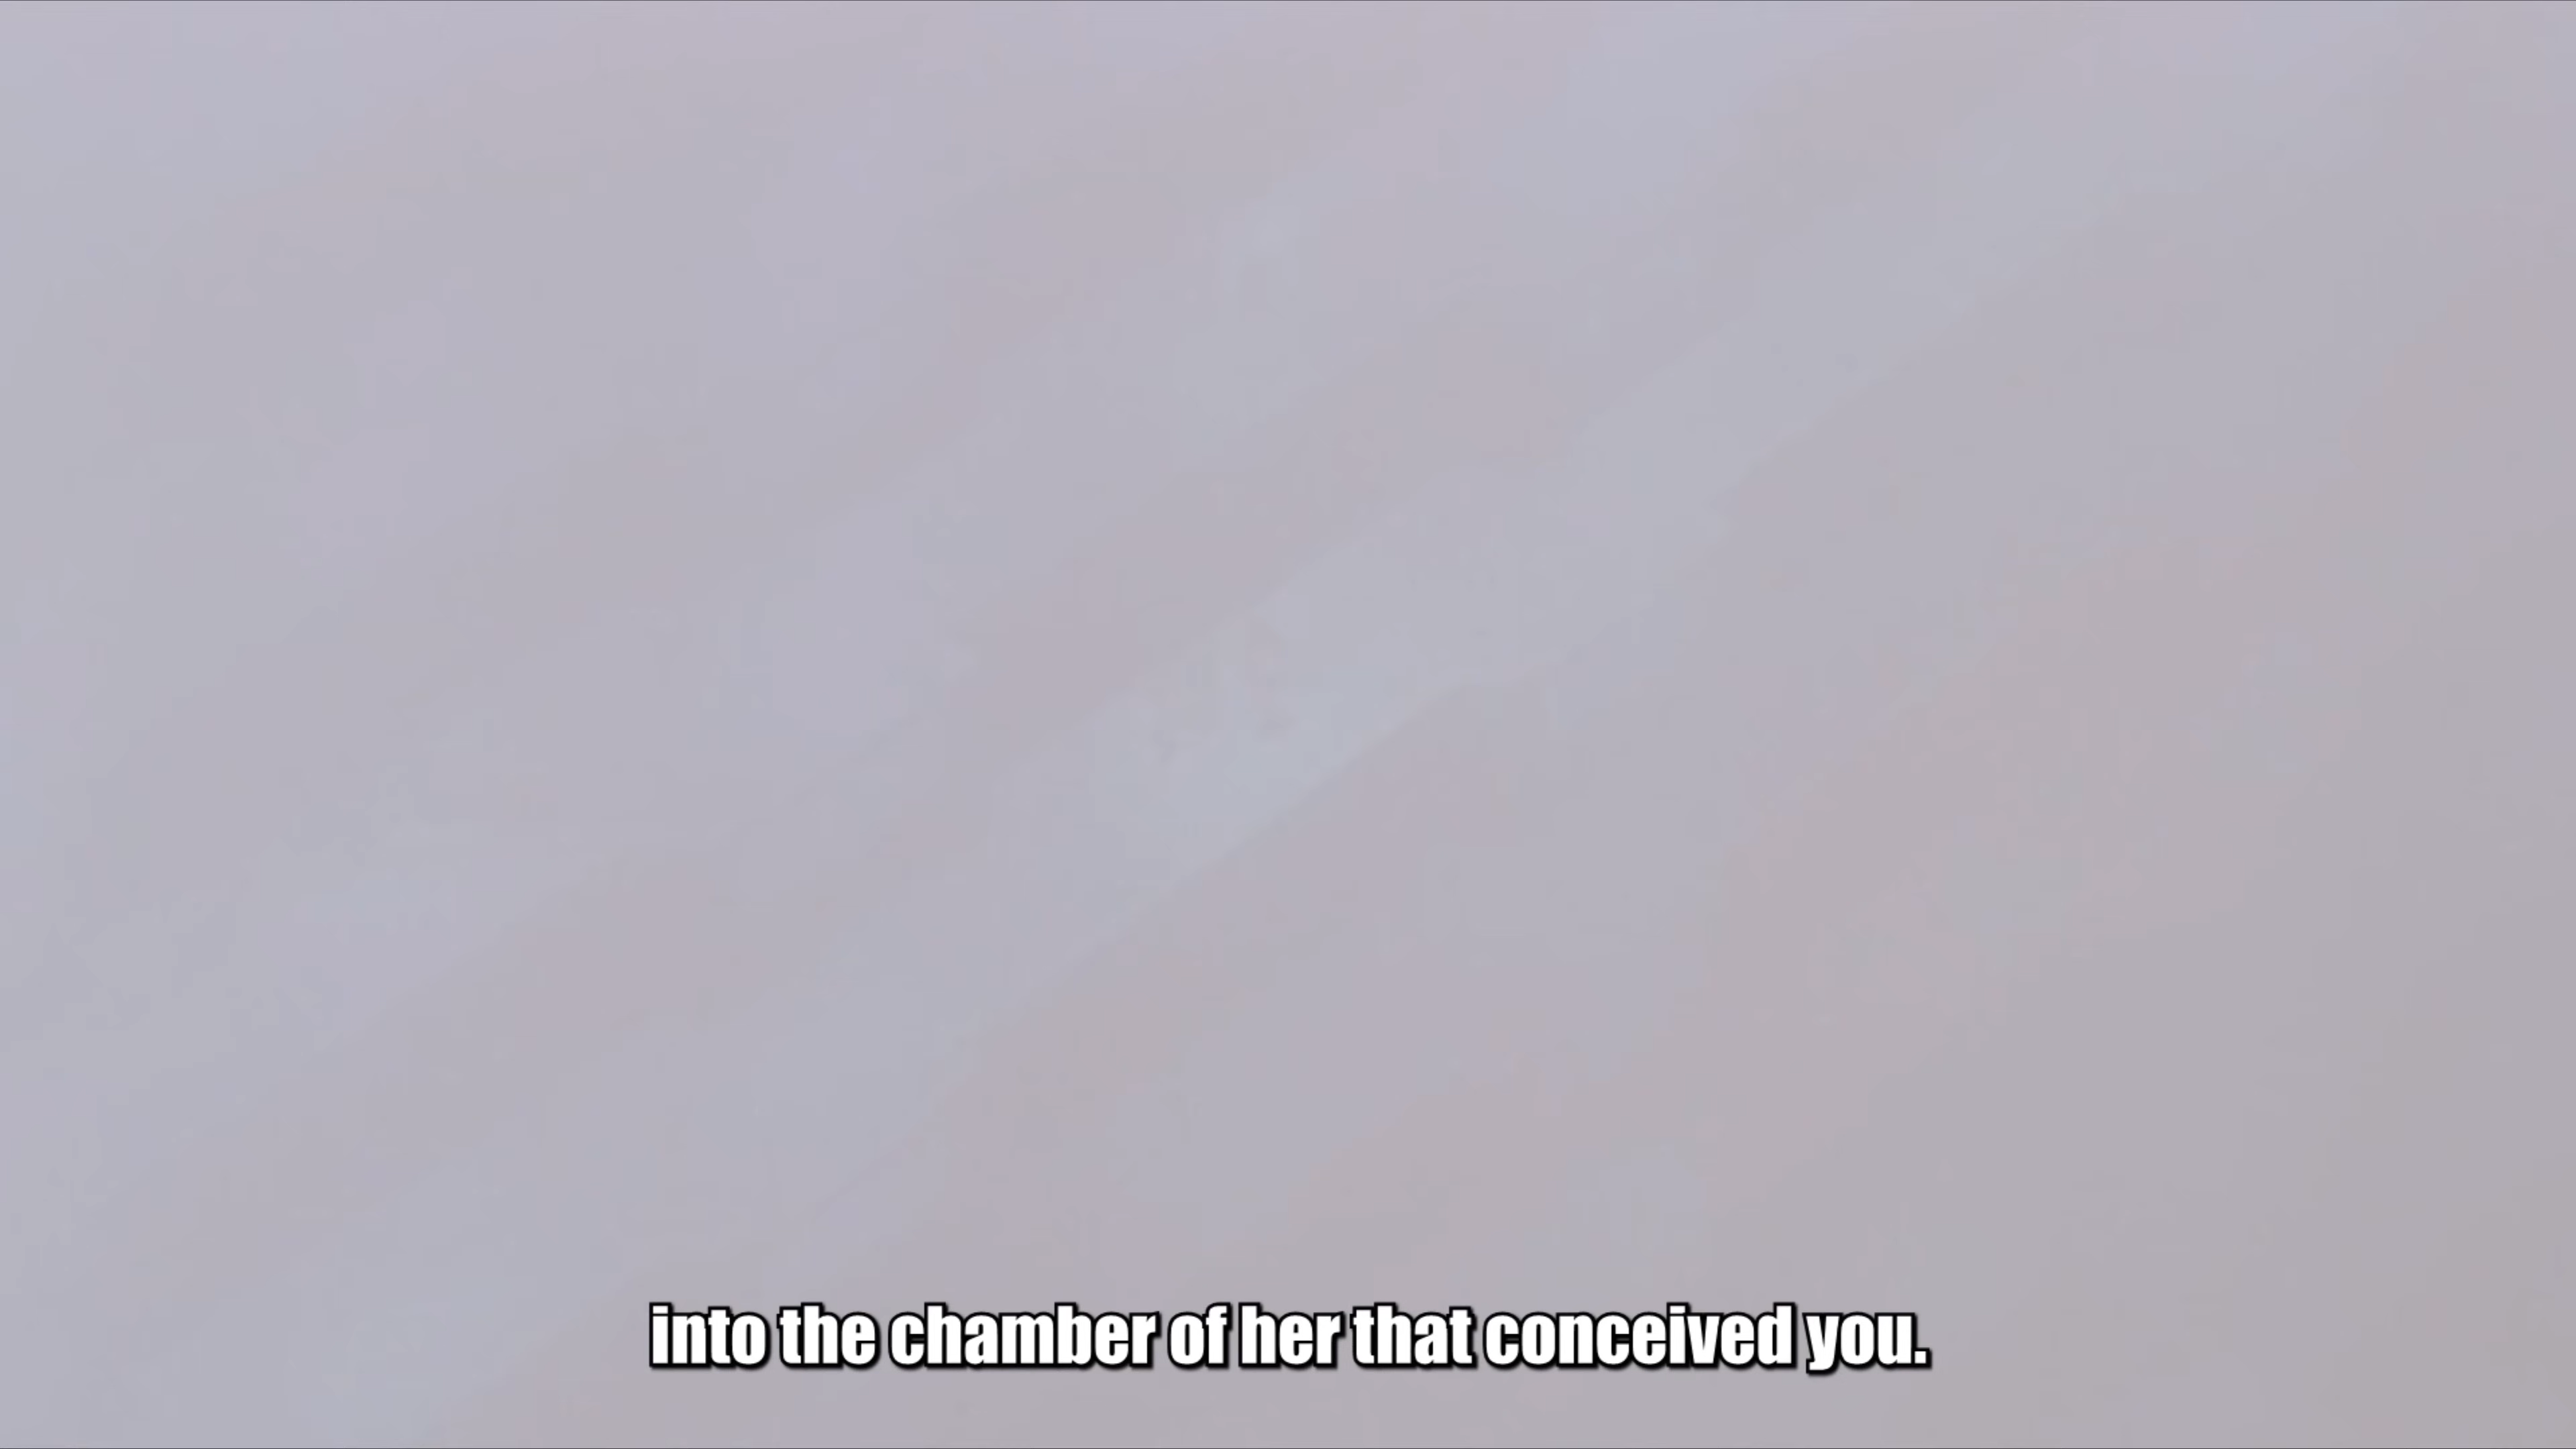 into the chamber of her that conceived you.